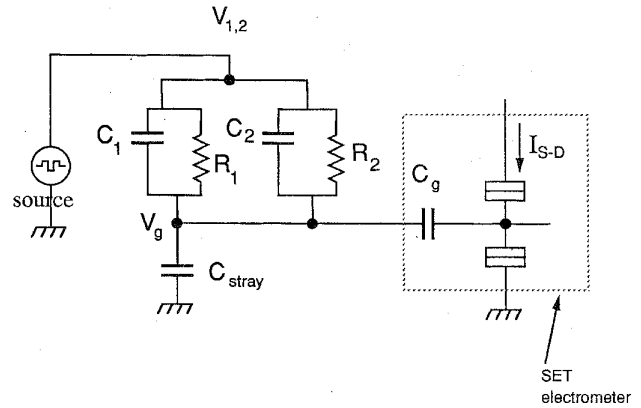 V1,2
C1
R1
C2
R2
IS-D
Cg
source
Vg
Cstray
SET
electrometer